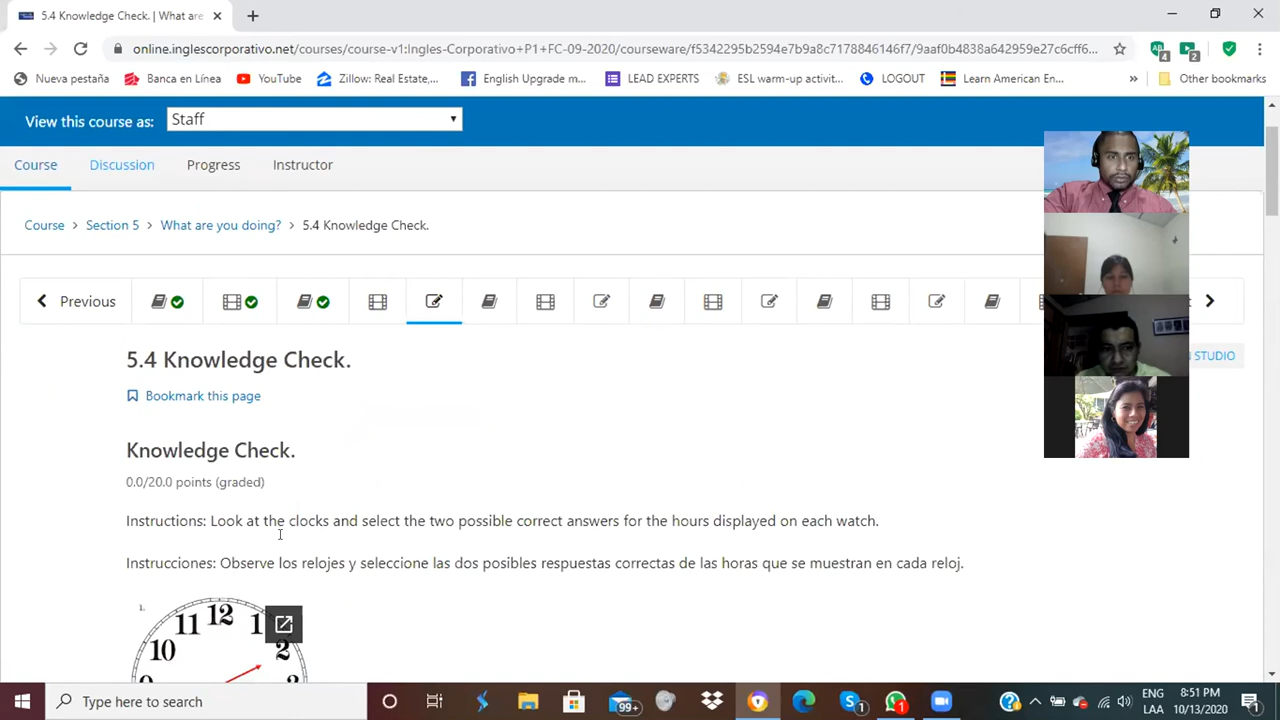 5.4 Knowledge Check. | What are
online.inglescorporativo.net/courses/course-v1:Ingles-Corporativo+P1+FC-09-2020/courseware/f5342295b2594e7b9a8c7178846146f7/9aaf0b4838a642959e27c6cff6...
4
2
Nueva pestaña
Banca en Línea
YouTube
Zillow: Real Estate,...
English Upgrade m...
LEAD EXPERTS
ESL warm-up activit...
LOGOUT
Learn American En...
»
Other bookmarks
View this course as:
Staff
Course
Discussion
Progress
Instructor
Course > Section 5 > What are you doing? > 5.4 Knowledge Check.
Previous
STUDIO
5.4 Knowledge Check.
Bookmark this page
Knowledge Check.
0.0/20.0 points (graded)
Instructions: Look at the clocks and select the two possible correct answers for the hours displayed on each watch.
Instrucciones: Observe los relojes y seleccione las dos posibles respuestas correctas de las horas que se muestran en cada reloj.
1.
11 12 1
10 2
Type here to search
99+
1
1
ENG
LAA
8:51 PM
10/13/2020
1